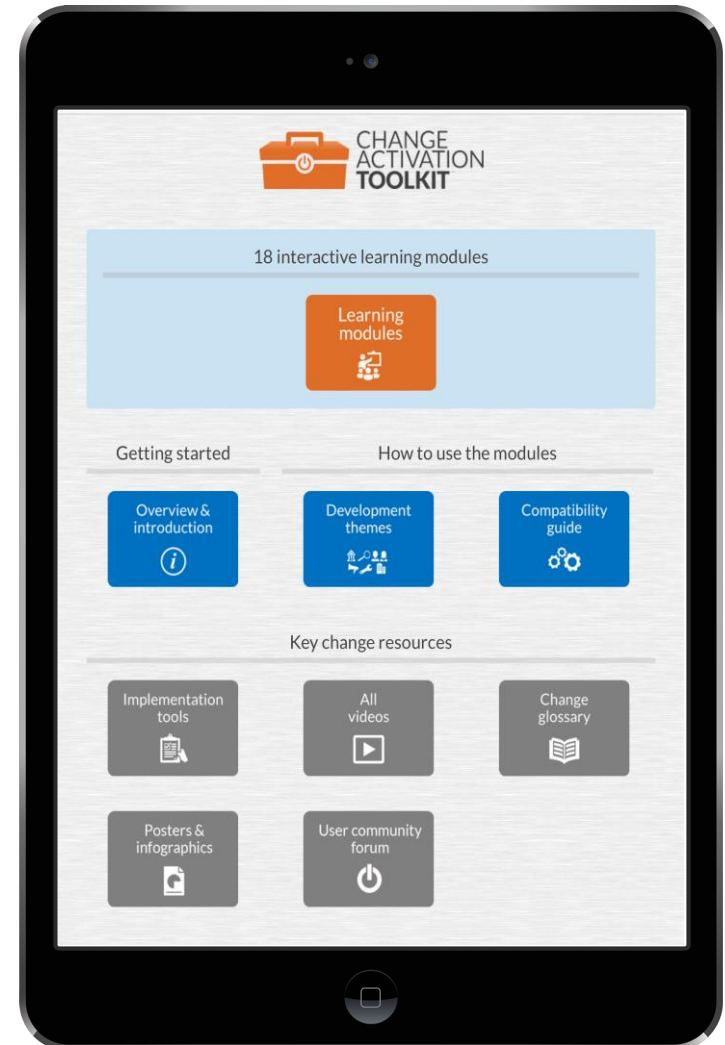 CHANGE
ACTIVATION
TOOLKIT
18 interactive learning modules
Learning
modules
Getting started
How to use the modules
Overview &
introduction
i
Development
themes
Compatibility
guide
Key change resources
Implementation
tools
All
videos
Change
glossary
Posters &
infographics
User community
forum